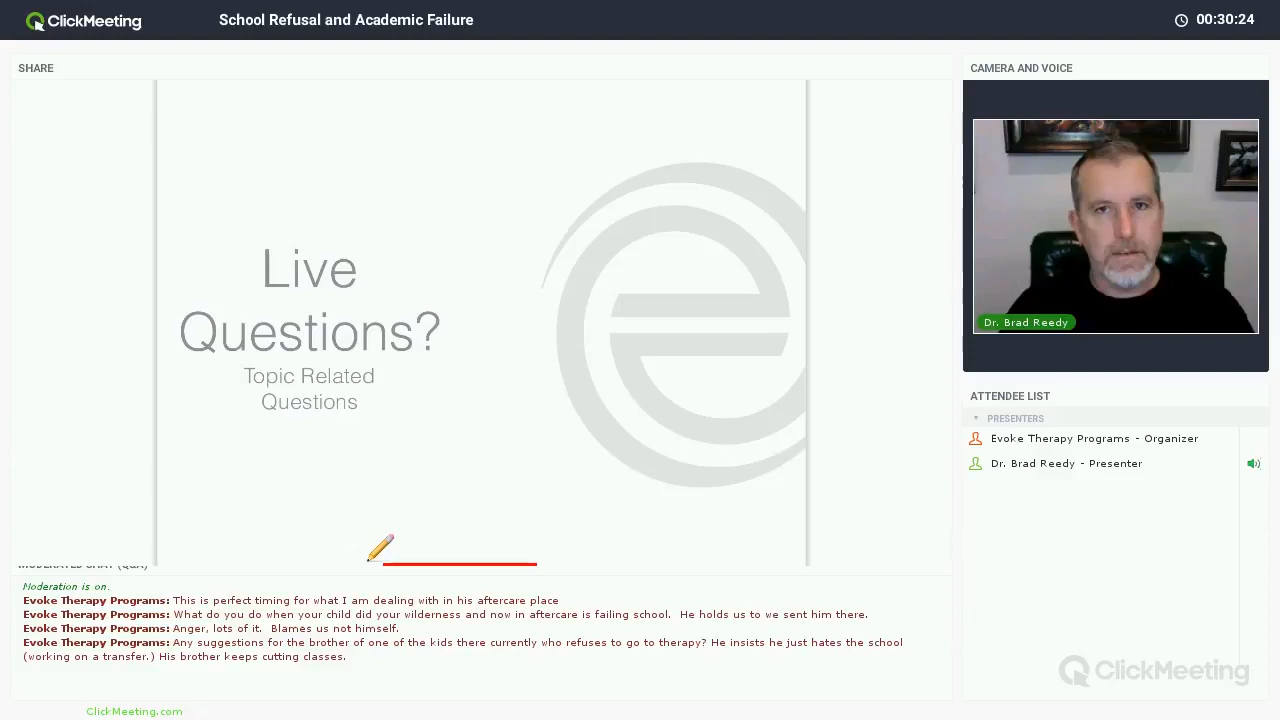 ClickMeeting
School Refusal and Academic Failure
00:30:24
SHARE
CAMERA AND VOICE
Live
Questions?
Topic Related
Questions
Dr. Brad Reedy
ATTENDEE LIST
PRESENTERS
Evoke Therapy Programs - Organizer
Dr. Brad Reedy - Presenter
MODERATED CHAT (Q&A)
Moderation is on.
Evoke Therapy Programs: This is perfect timing for what I am dealing with in his aftercare place
Evoke Therapy Programs: What do you do when your child did your wilderness and now in aftercare is failing school. He holds us to we sent him there.
Evoke Therapy Programs: Anger, lots of it. Blames us not himself.
Evoke Therapy Programs: Any suggestions for the brother of one of the kids there currently who refuses to go to therapy? He insists he just hates the school
(working on a transfer.) His brother keeps cutting classes.
ClickMeeting
ClickMeeting.com